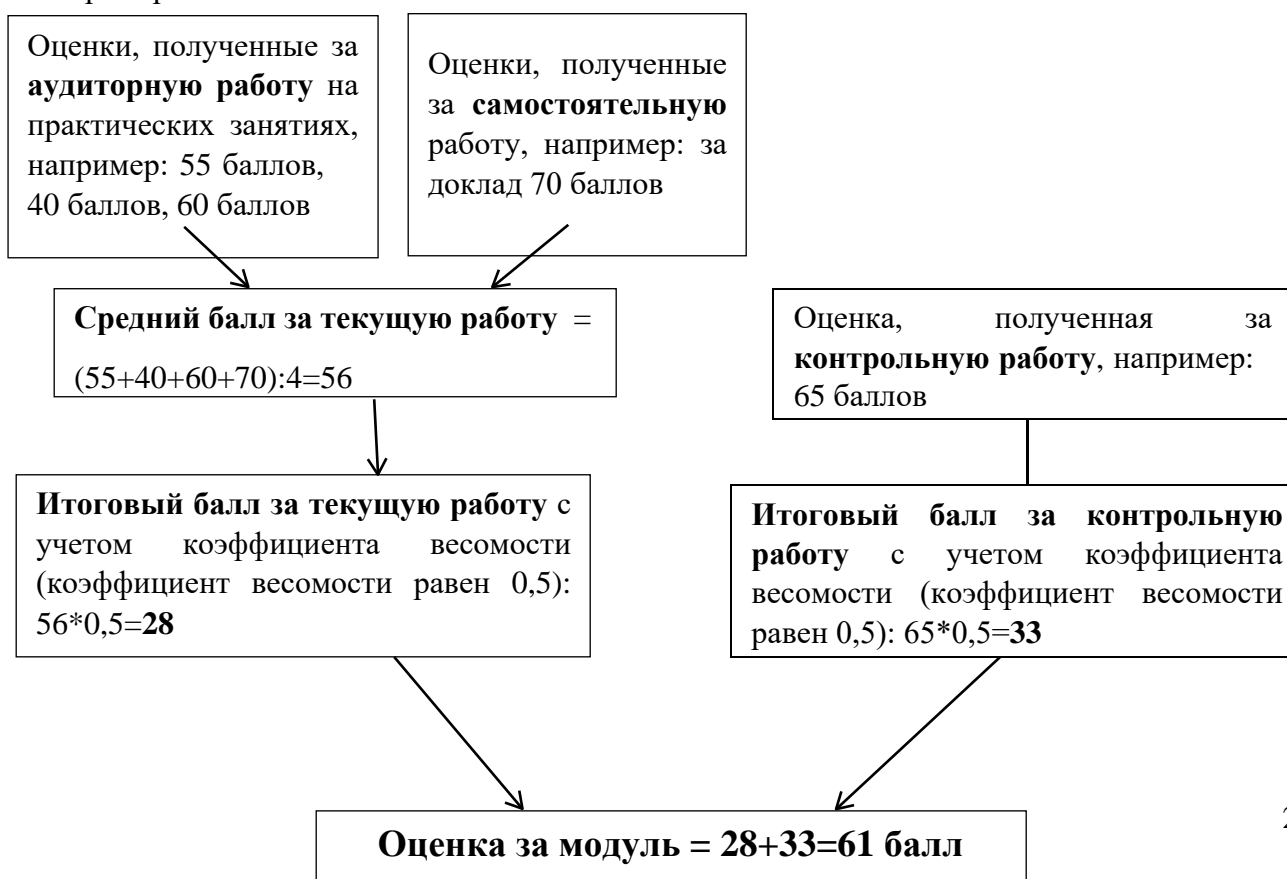 Оценки, полученные за
аудиторную работу на
практических занятиях,
например: 55 баллов,
40 баллов, 60 баллов
Оценки, полученные
за самостоятельную
работу, например: за
доклад 70 баллов
Средний балл за текущую работу =
(55+40+60+70):4=56
Оценка, полученная за
контрольную работу, например:
65 баллов
Итоговый балл за текущую работу с
учетом коэффициента весомости
(коэффициент весомости равен 0,5):
56*0,5=28
Итоговый балл за контрольную
работу с учетом коэффициента
весомости (коэффициент весомости
равен 0,5): 65*0,5=33
Оценка за модуль = 28+33=61 балл